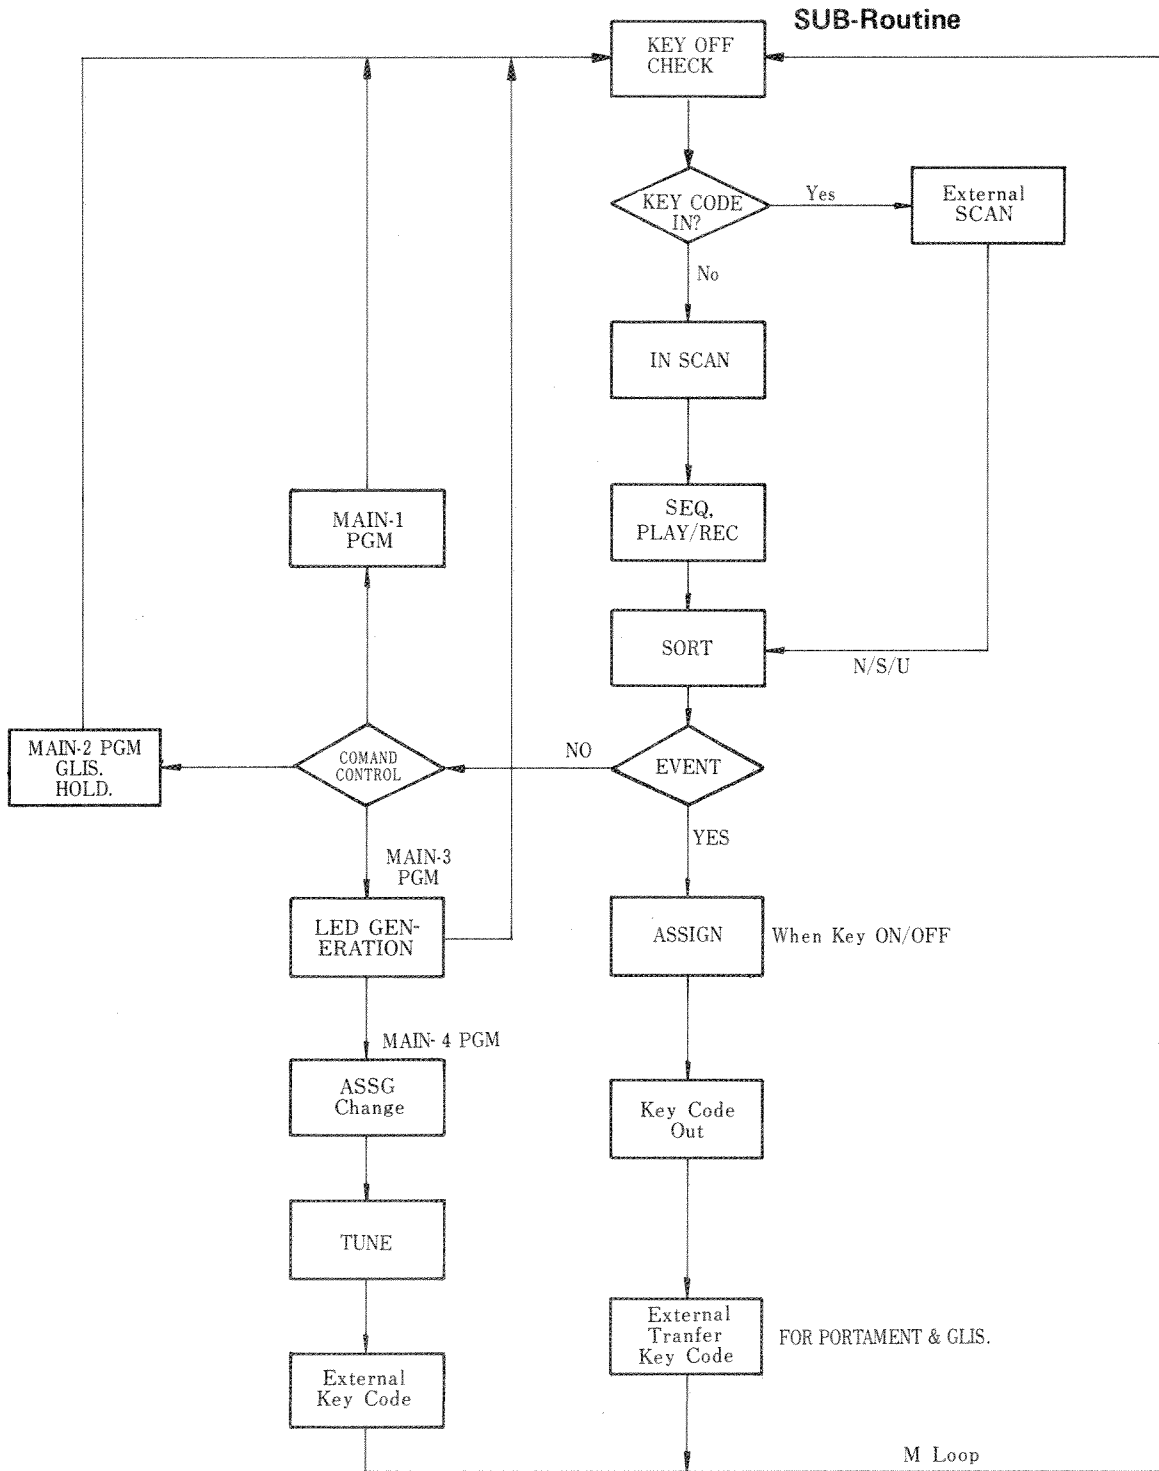 SUB-Routine
KEY OFF
CHECK
KEY CODE
IN?
Yes
External
SCAN
No
IN SCAN
MAIN-1
PGM
SEQ,
PLAY/REC
SORT
N/S/U
MAIN-2 PGM
GLIS.
HOLD.
COMAND
CONTROL
NO
EVENT
YES
MAIN-3
PGM
LED GEN-
ERATION
ASSIGN
When Key ON/OFF
MAIN-4 PGM
ASSG
Change
Key Code
Out
TUNE
External
Tranfer
Key Code
FOR PORTAMENT & GLIS.
External
Key Code
M Loop